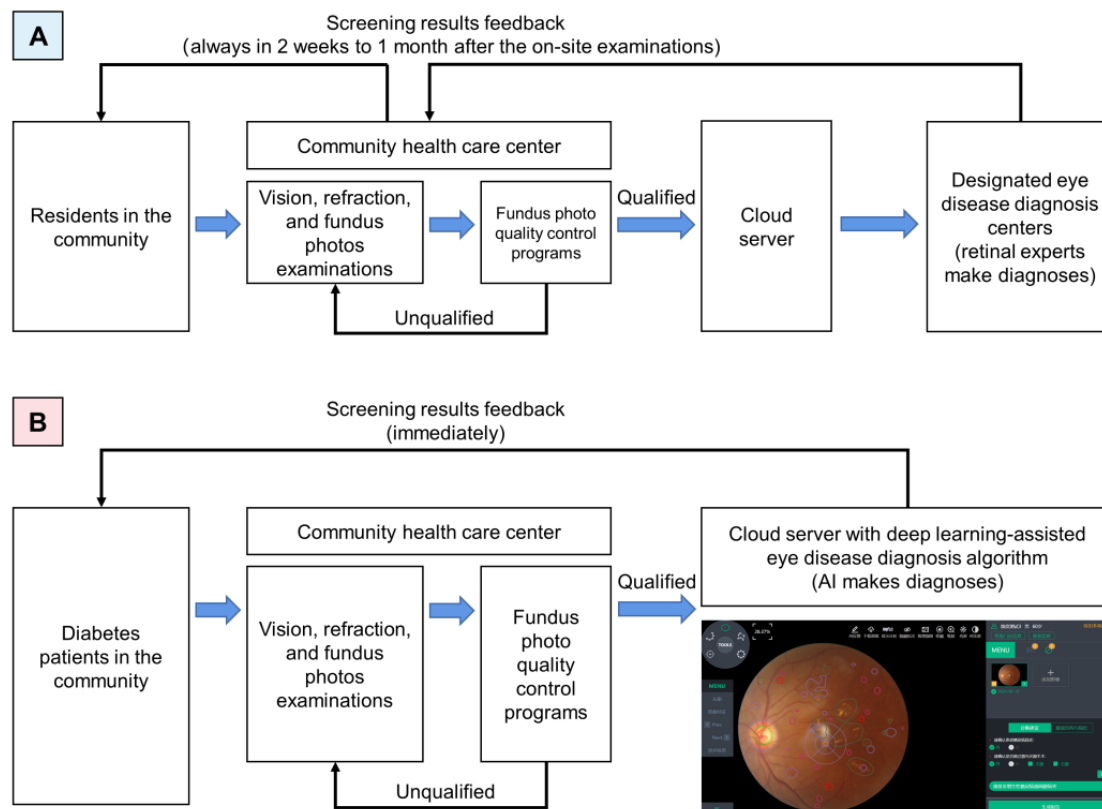 A
Screening results feedback
(always in 2 weeks to 1 month after the on-site examinations)
Residents in the
community
Community health care center
Vision, refraction,
and fundus
photos
examinations
Fundus photo
quality control
programs
Qualified
Unqualified
Cloud
server
Designated eye
disease diagnosis
centers
(retinal experts
make diagnoses)
B
Screening results feedback
(immediately)
Diabetes
patients in the
community
Community health care center
Vision, refraction,
and fundus
photos
examinations
Fundus
photo
quality
control
programs
Qualified
Unqualified
Cloud server with deep learning-assisted
eye disease diagnosis algorithm
(AI makes diagnoses)
TOOLS
MENU
MENU